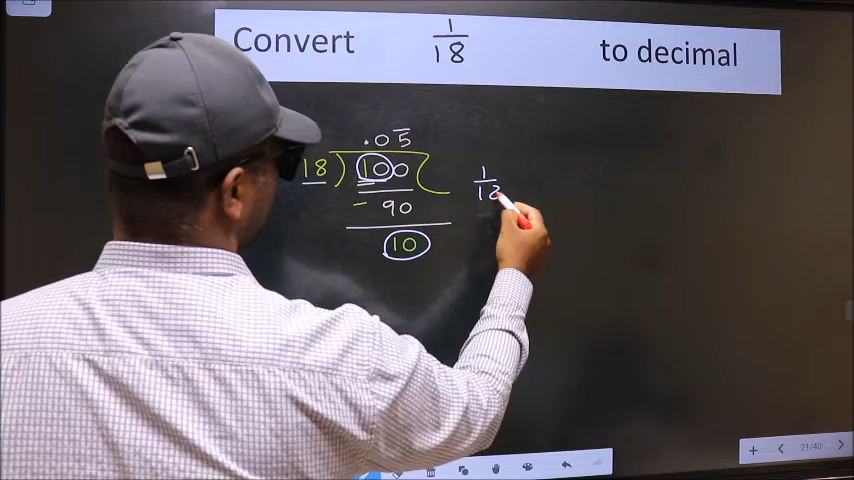 Convert 1/18 to decimal
.05̅
18 ) 100
- 90
10
1/18
21/40